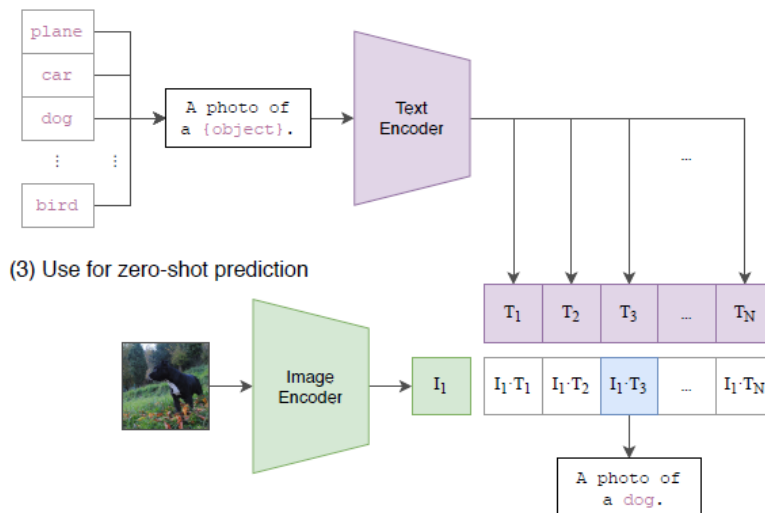 plane
car
dog
⋮ ⋮
bird
A photo of
a {object}.
Text
Encoder
...
(3) Use for zero-shot prediction
T1 T2 T3 ... TN
Image
Encoder
I1
I1·T1 I1·T2 I1·T3 ... I1·TN
A photo of
a dog.